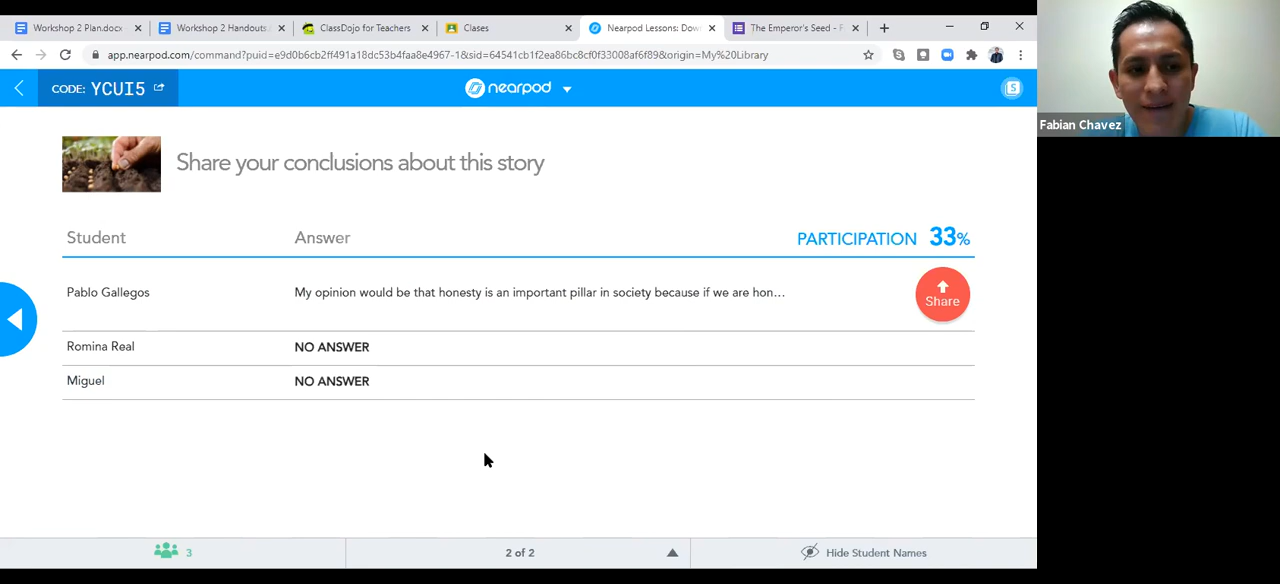 Workshop 2 Plan.docx
Workshop 2 Handouts
ClassDojo for Teachers
Clases
Nearpod Lessons: Dow
The Emperor's Seed - F
app.nearpod.com/command?puid=e9d0b6cb2ff491a18dc53b4faa8e4967-1&sid=64541cb1f2ea86bc8cf0f33008af6f89&origin=My%20Library
CODE: YCUI5
nearpod
5
Fabian Chavez
Share your conclusions about this story
Student
Answer
PARTICIPATION 33%
Pablo Gallegos
My opinion would be that honesty is an important pillar in society because if we are hon...
Share
Romina Real
NO ANSWER
Miguel
NO ANSWER
3
2 of 2
Hide Student Names